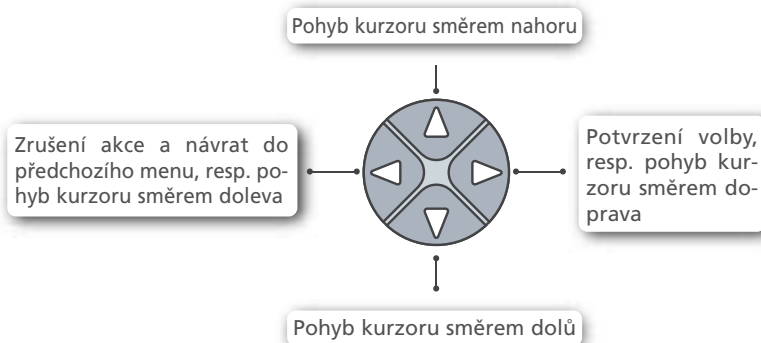 Pohyb kurzoru směrem nahoru
Zrušení akce a návrat do
předchozího menu, resp. po-
hyb kurzoru směrem doleva
Potvrzení volby,
resp. pohyb kur-
zoru směrem do-
prava
Pohyb kurzoru směrem dolů